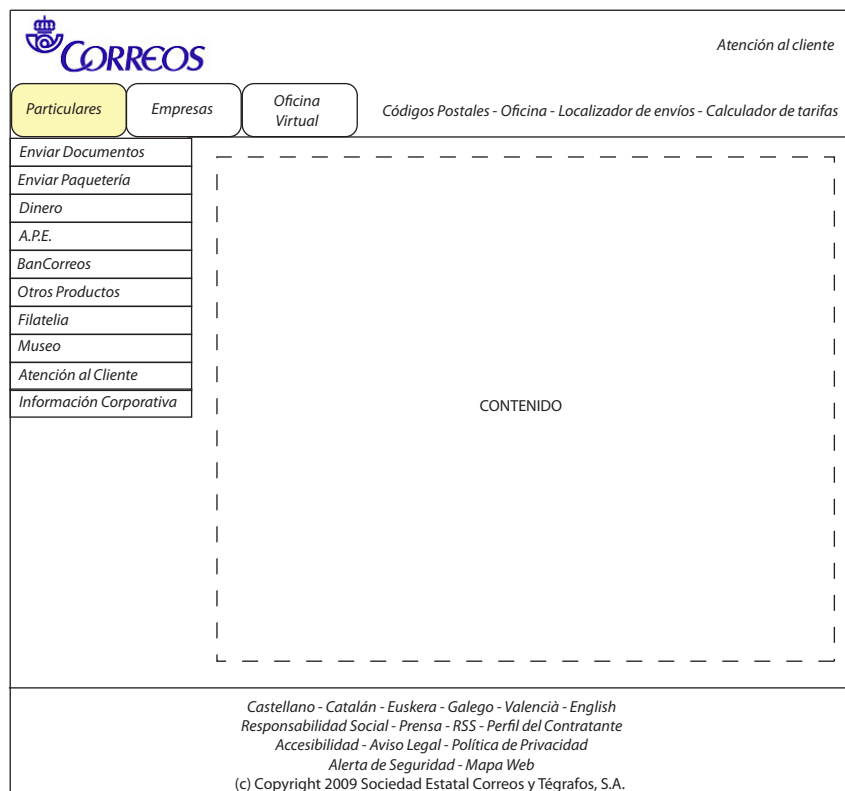 CORREOS
Atención al cliente
Particulares
Empresas
Oficina
Virtual
Códigos Postales - Oficina - Localizador de envíos - Calculador de tarifas
Enviar Documentos
Enviar Paquetería
Dinero
A.P.E.
BanCorreos
Otros Productos
Filatelia
Museo
Atención al Cliente
Información Corporativa
CONTENIDO
Castellano - Catalán - Euskera - Galego - Valencià - English
Responsabilidad Social - Prensa - RSS - Perfil del Contratante
Accesibilidad - Aviso Legal - Política de Privacidad
Alerta de Seguridad - Mapa Web
(c) Copyright 2009 Sociedad Estatal Correos y Tégrafos, S.A.